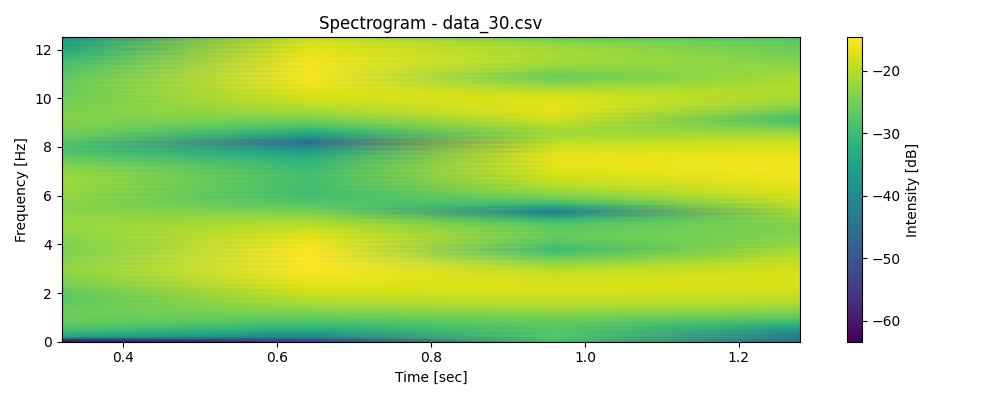 Spectrogram - data_30.csv
12
10
8
6
4
2
0
Frequency [Hz]
0.4 0.6 0.8 1.0 1.2
Time [sec]
−20
−30
−40
−50
−60
Intensity [dB]